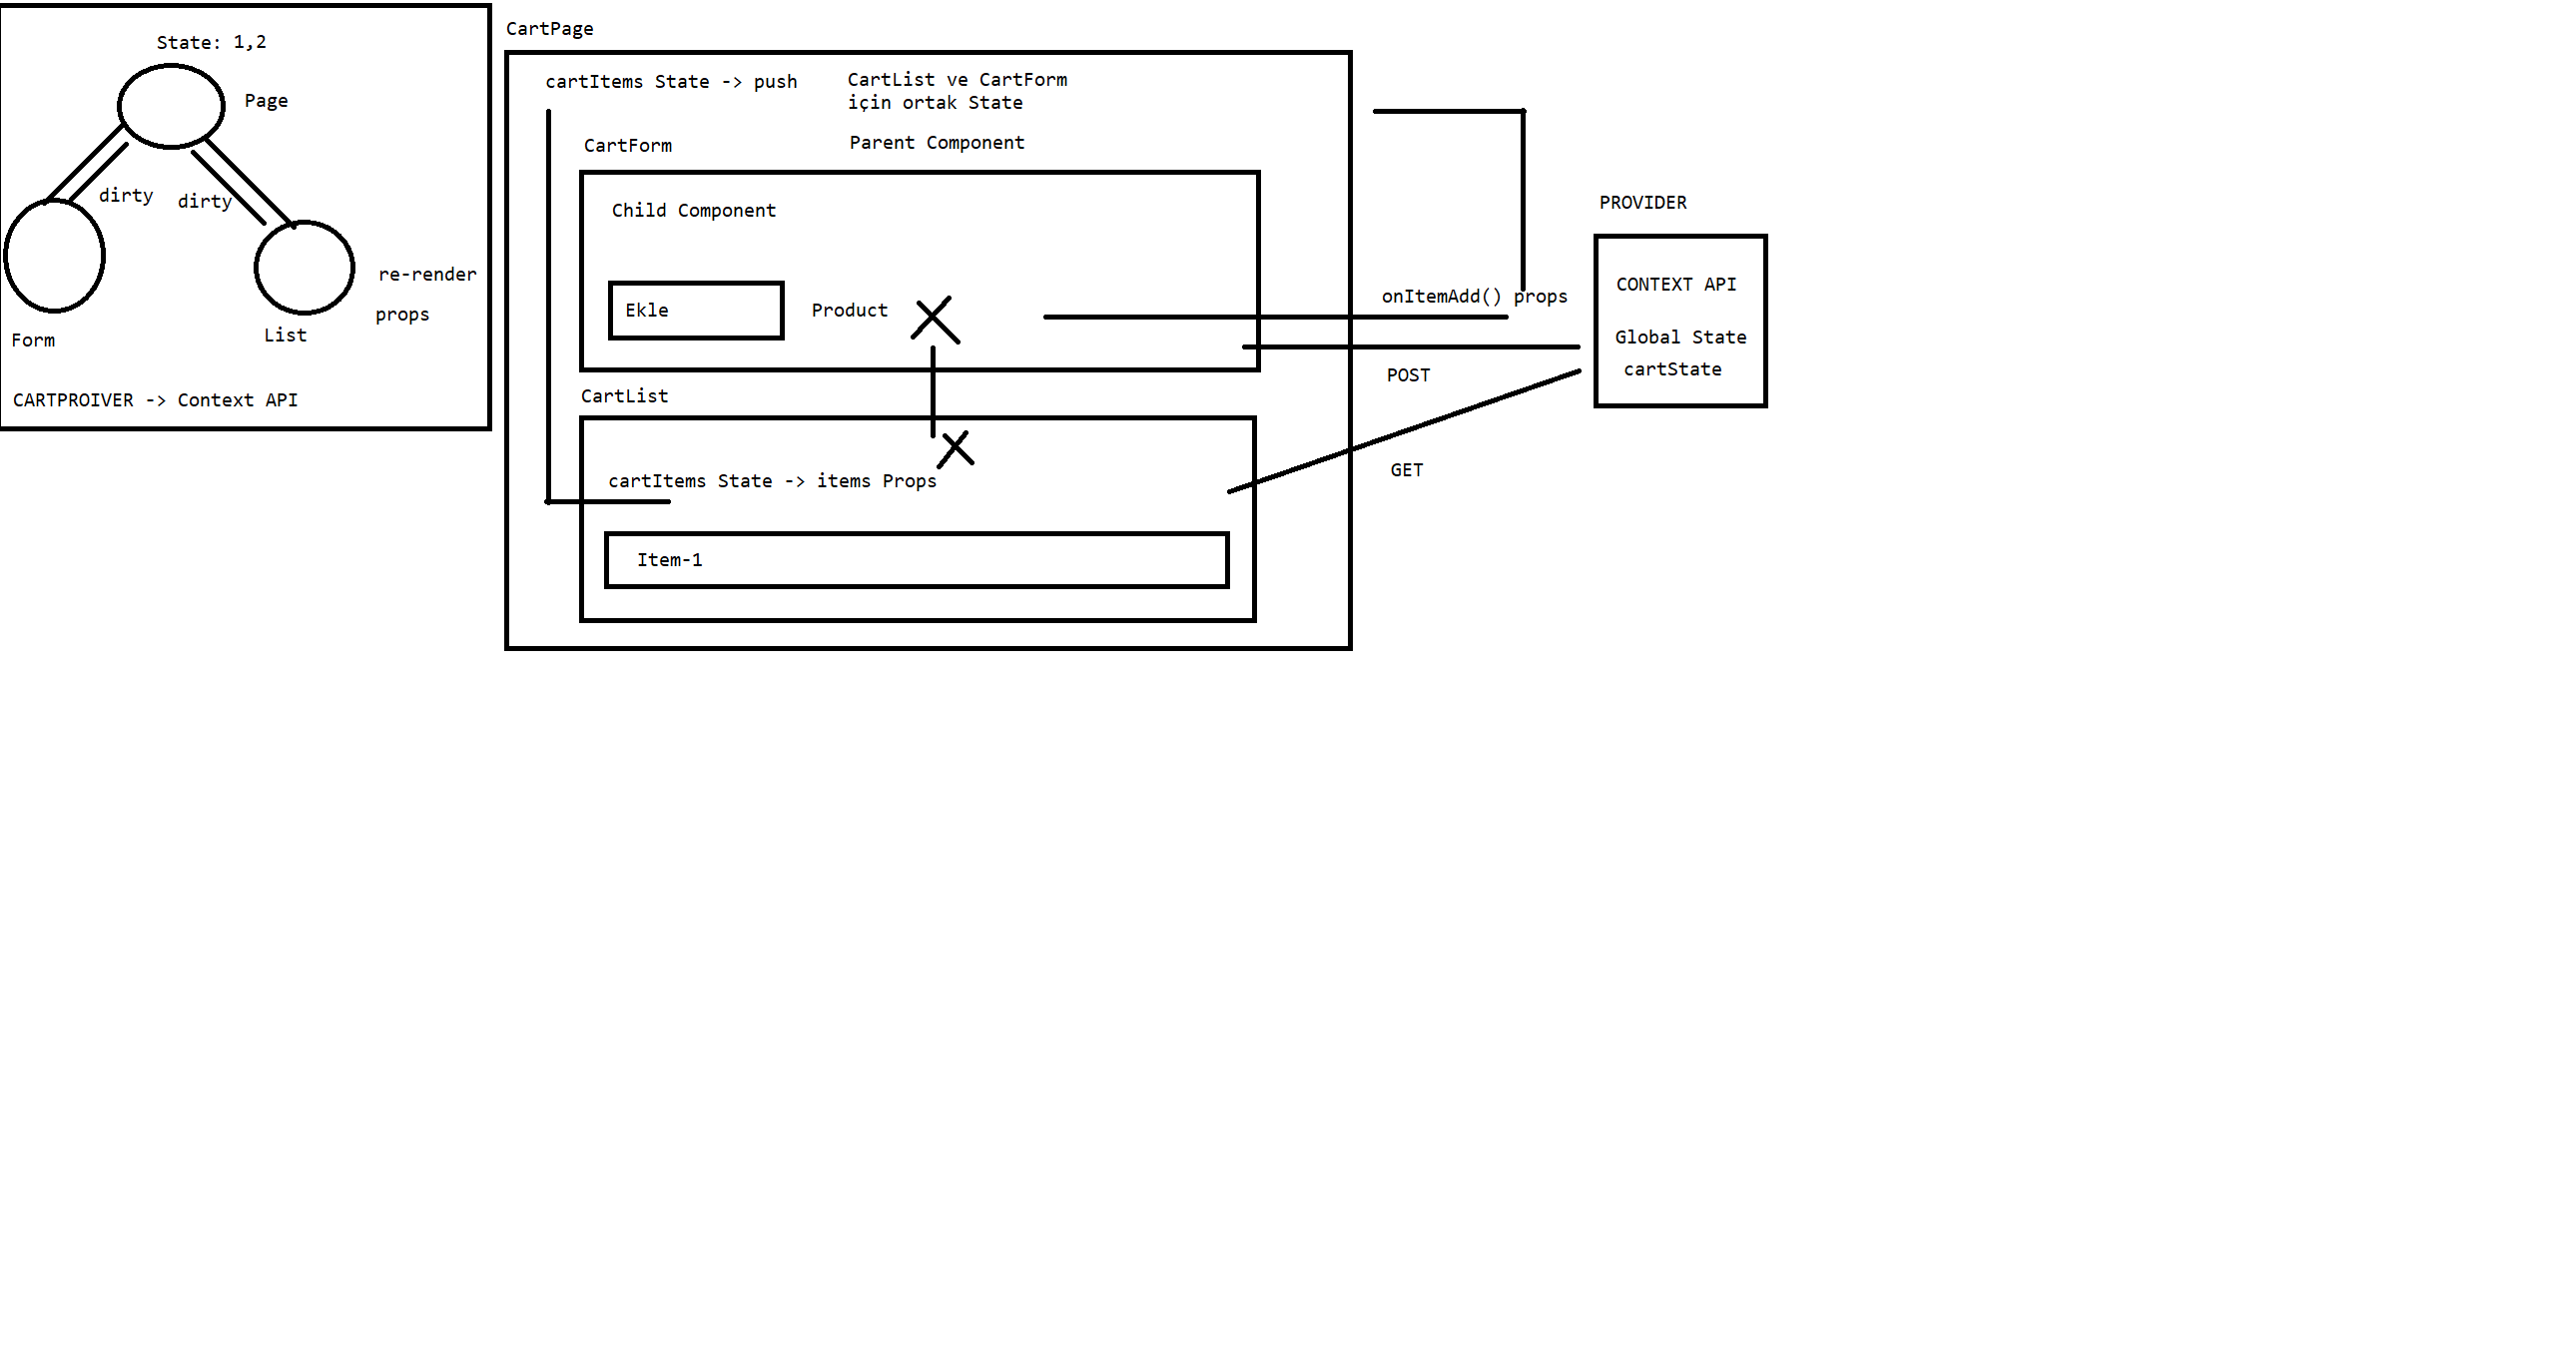 State: 1,2
Page
dirty
dirty
re-render
props
List
Form
CARTPROIVER -> Context API
CartPage
cartItems State -> push
CartList ve CartForm
için ortak State
Parent Component
CartForm
Child Component
Ekle
Product
CartList
cartItems State -> items Props
Item-1
onItemAdd() props
POST
GET
PROVIDER
CONTEXT API
Global State
cartState